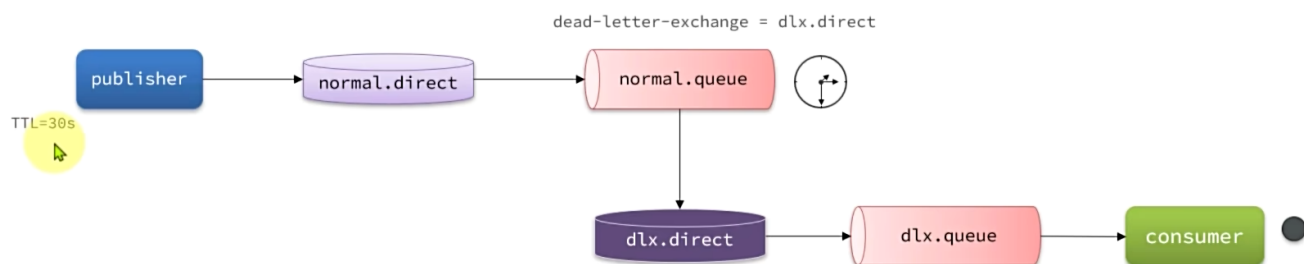 dead-letter-exchange = dlx.direct
publisher
normal.direct
normal.queue
TTL=30s
dlx.direct
dlx.queue
consumer